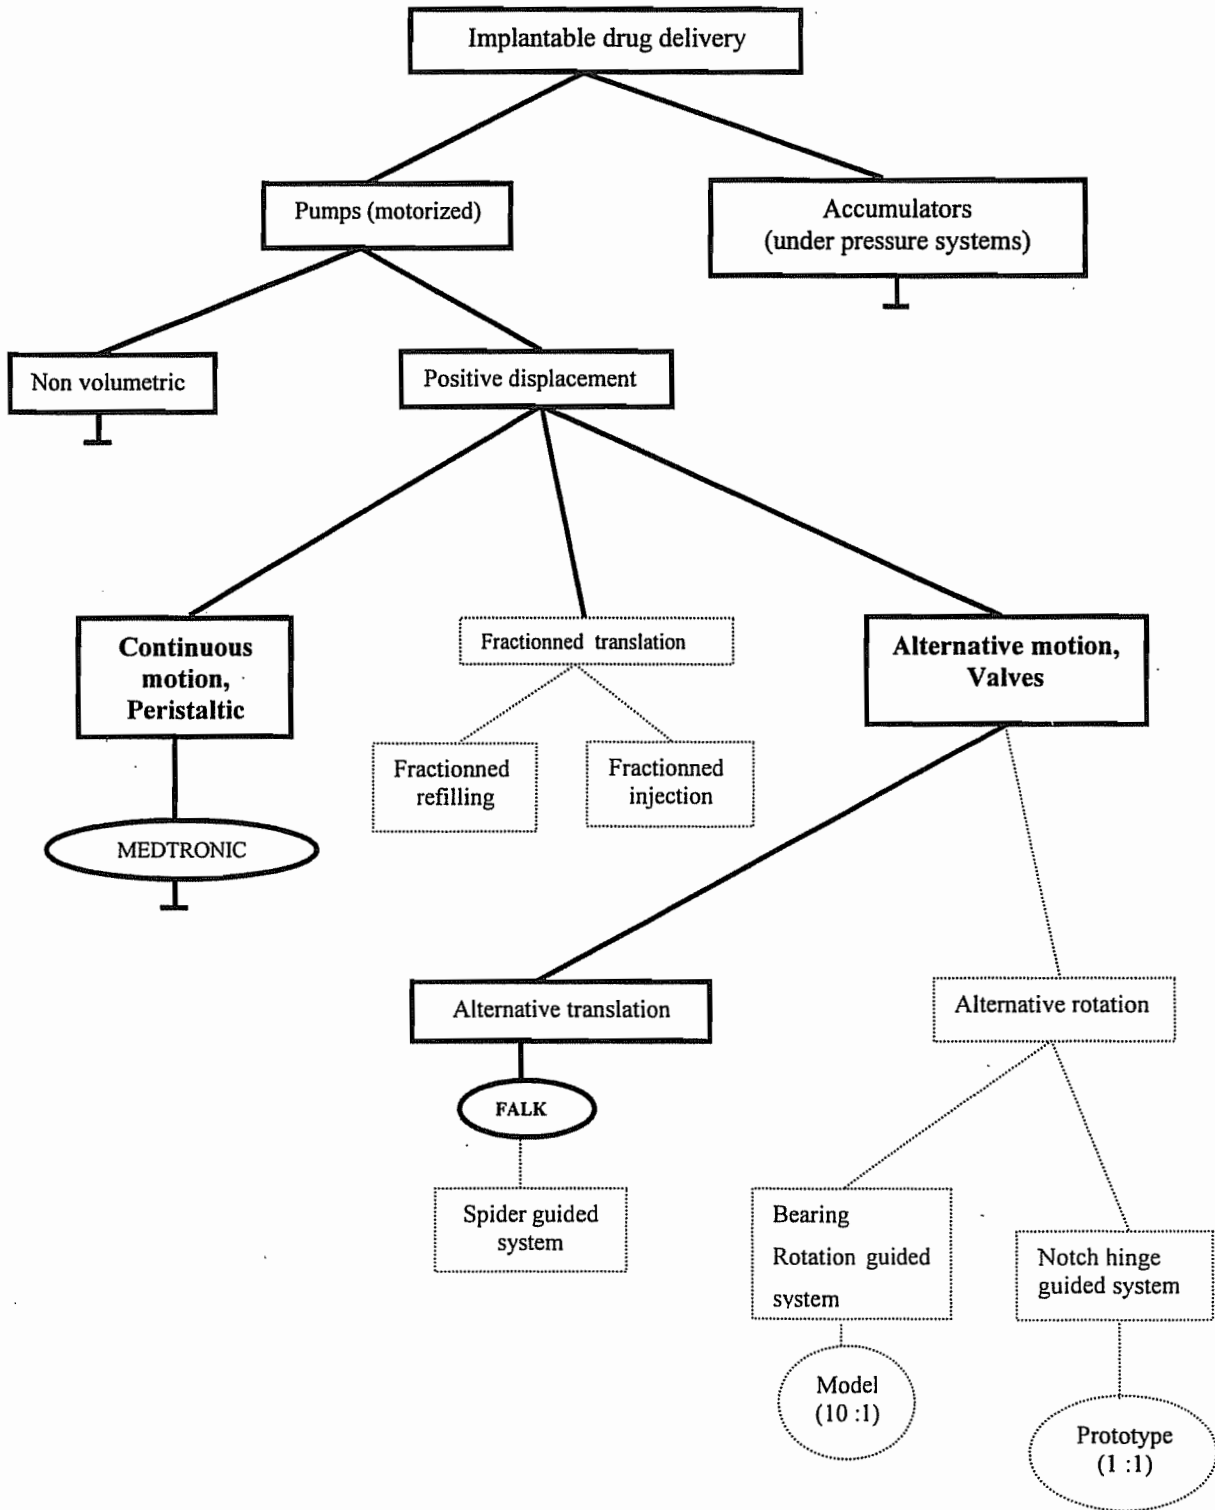 Implantable drug delivery
Pumps (motorized)
Accumulators
(under pressure systems)
Non volumetric
Positive displacement
Continuous
motion,
Peristaltic
Fractionned translation
Alternative motion,
Valves
Fractionned
refilling
Fractionned
injection
MEDTRONIC
Alternative translation
Alternative rotation
FALK
Spider guided
system
Bearing
Rotation guided
system
Notch hinge
guided system
Model
(10 :1)
Prototype
(1 :1)